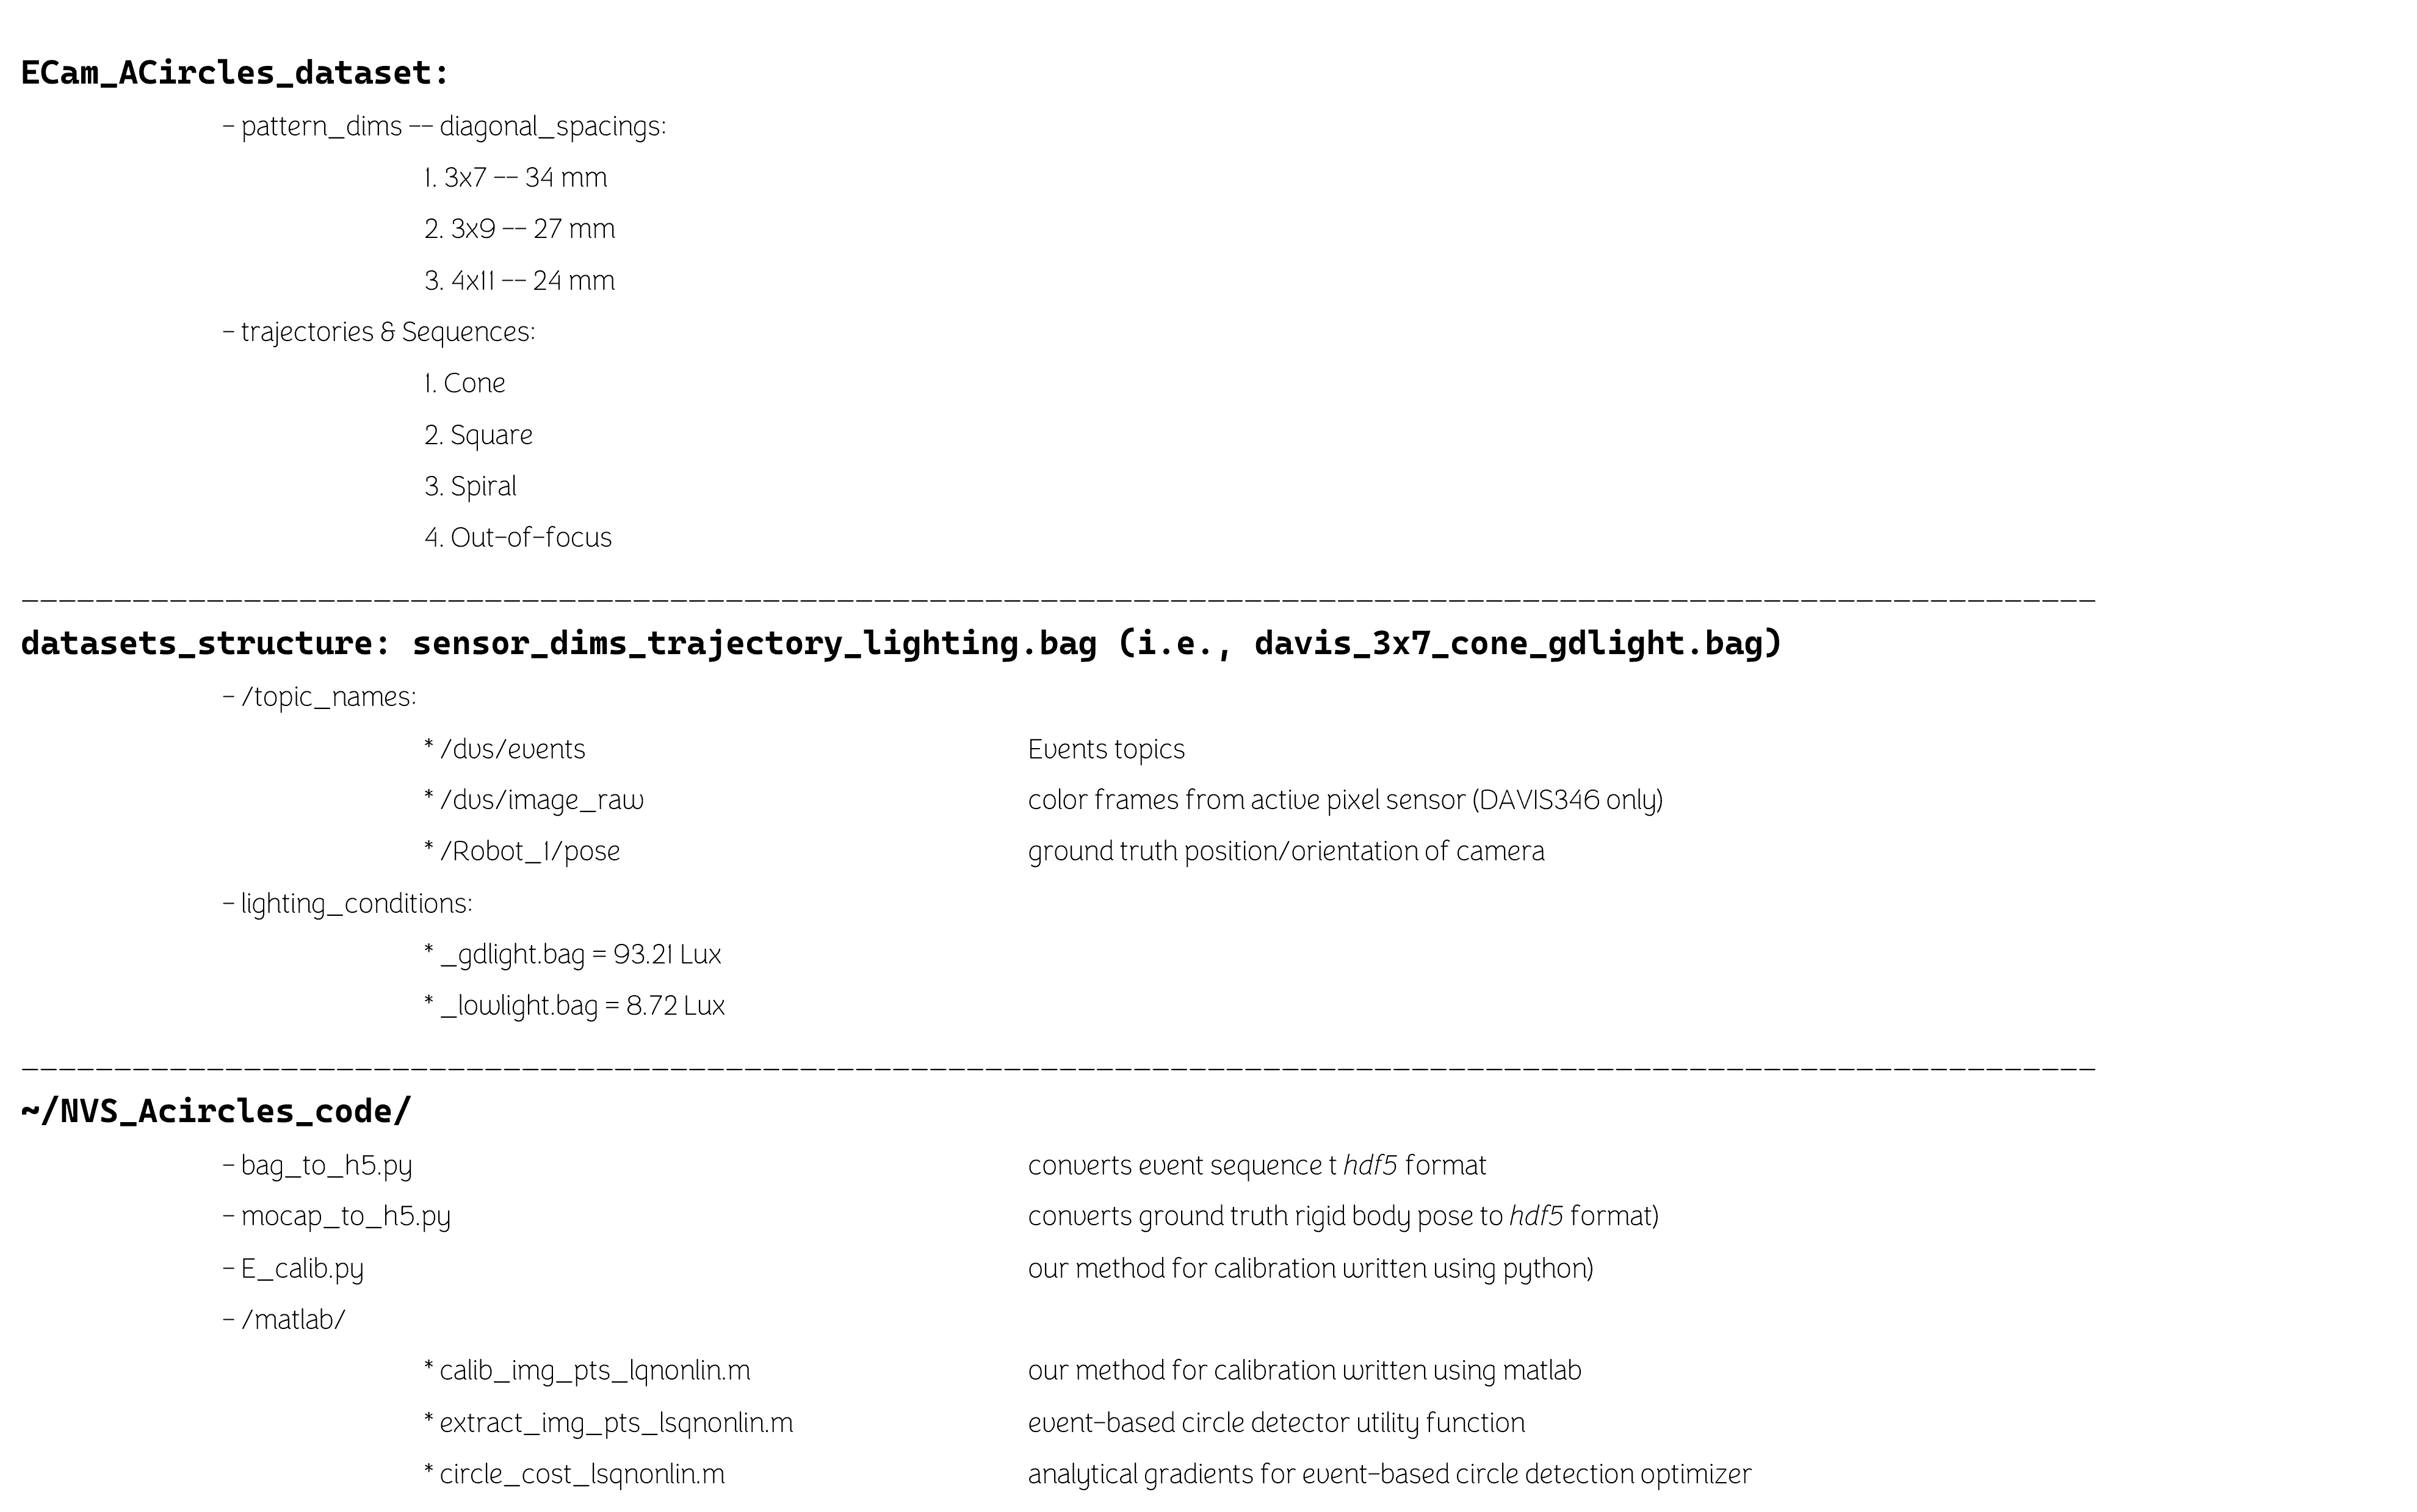 ECam_ACircles_dataset:
- pattern_dims -- diagonal_spacings:
1. 3x7 -- 34 mm
2. 3x9 -- 27 mm
3. 4x11 -- 24 mm
- trajectories & Sequences:
1. Cone
2. Square
3. Spiral
4. Out-of-focus
datasets_structure: sensor_dims_trajectory_lighting.bag (i.e., davis_3x7_cone_gdlight.bag)
- /topic_names:
* /dvs/events Events topics
* /dvs/image_raw color frames from active pixel sensor (DAVIS346 only)
* /Robot_1/pose ground truth position/orientation of camera
- lighting_conditions:
* _gdlight.bag = 93.21 Lux
* _lowlight.bag = 8.72 Lux
~/NVS_Acircles_code/
- bag_to_h5.py converts event sequence t hdf5 format
- mocap_to_h5.py converts ground truth rigid body pose to hdf5 format)
- E_calib.py our method for calibration written using python)
- /matlab/
* calib_img_pts_lqnonlin.m our method for calibration written using matlab
* extract_img_pts_lsqnonlin.m event-based circle detector utility function
* circle_cost_lsqnonlin.m analytical gradients for event-based circle detection optimizer